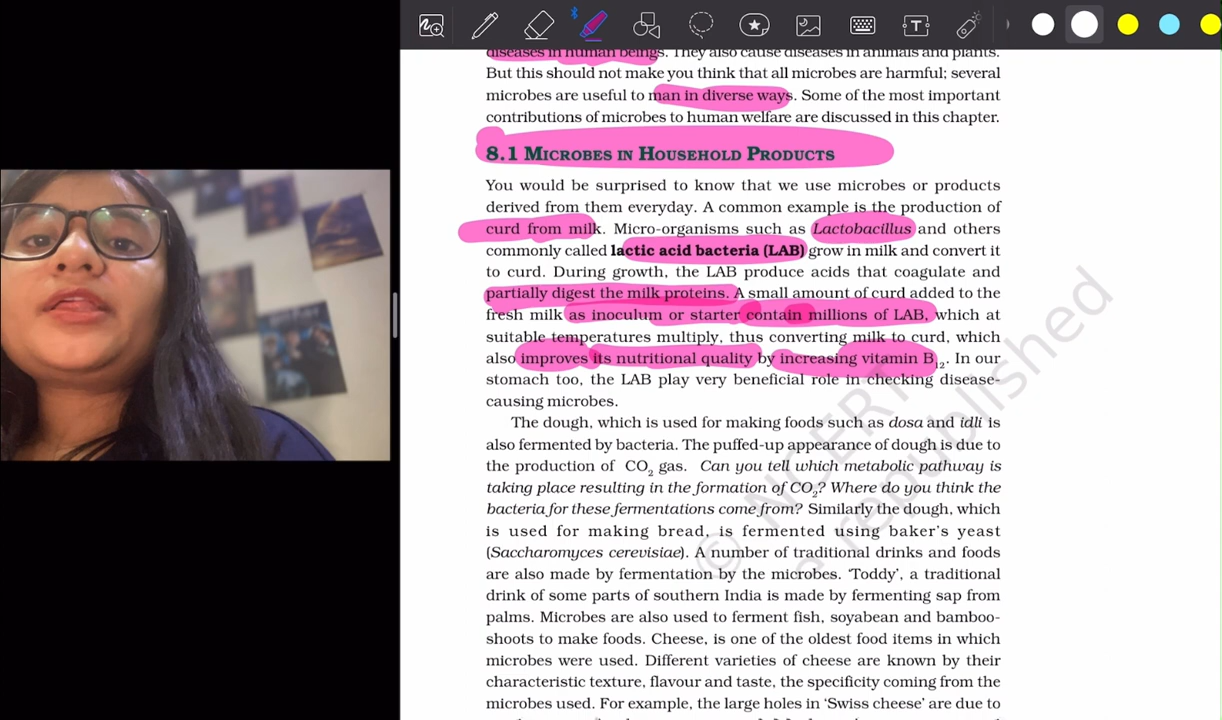 diseases in human beings. They also cause diseases in animals and plants.
But this should not make you think that all microbes are harmful; several
microbes are useful to man in diverse ways. Some of the most important
contributions of microbes to human welfare are discussed in this chapter.
8.1 MICROBES IN HOUSEHOLD PRODUCTS
You would be surprised to know that we use microbes or products
derived from them everyday. A common example is the production of
curd from milk. Micro-organisms such as Lactobacillus and others
commonly called lactic acid bacteria (LAB) grow in milk and convert it
to curd. During growth, the LAB produce acids that coagulate and
partially digest the milk proteins. A small amount of curd added to the
fresh milk as inoculum or starter contain millions of LAB, which at
suitable temperatures multiply, thus converting milk to curd, which
also improves its nutritional quality by increasing vitamin B₁₂. In our
stomach too, the LAB play very beneficial role in checking disease-
causing microbes.
The dough, which is used for making foods such as dosa and idli is
also fermented by bacteria. The puffed-up appearance of dough is due to
the production of CO₂ gas. Can you tell which metabolic pathway is
taking place resulting in the formation of CO₂? Where do you think the
bacteria for these fermentations come from? Similarly the dough, which
is used for making bread, is fermented using baker's yeast
(Saccharomyces cerevisiae). A number of traditional drinks and foods
are also made by fermentation by the microbes. 'Toddy', a traditional
drink of some parts of southern India is made by fermenting sap from
palms. Microbes are also used to ferment fish, soyabean and bamboo-
shoots to make foods. Cheese, is one of the oldest food items in which
microbes were used. Different varieties of cheese are known by their
characteristic texture, flavour and taste, the specificity coming from the
microbes used. For example, the large holes in 'Swiss cheese' are due to
© NCERT
republished